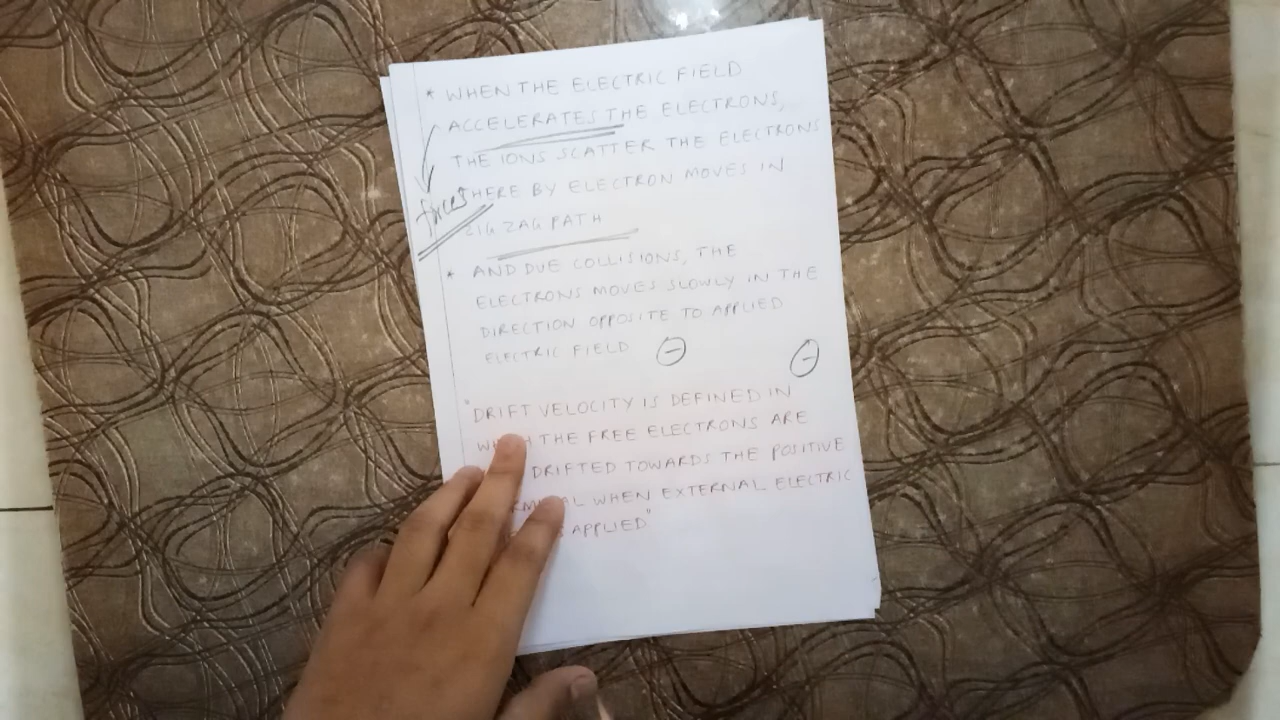 * WHEN THE ELECTRIC FIELD
ACCELERATES THE ELECTRONS,
THE IONS SCATTER THE ELECTRONS
THERE BY ELECTRON MOVES IN
ZIG ZAG PATH
* AND DUE COLLISIONS, THE
ELECTRONS MOVES SLOWLY IN THE
DIRECTION OPPOSITE TO APPLIED
ELECTRIC FIELD
"DRIFT VELOCITY IS DEFINED IN
THE FREE ELECTRONS ARE
DRIFTED TOWARDS THE POSITIVE
WHEN EXTERNAL ELECTRIC
APPLIED"